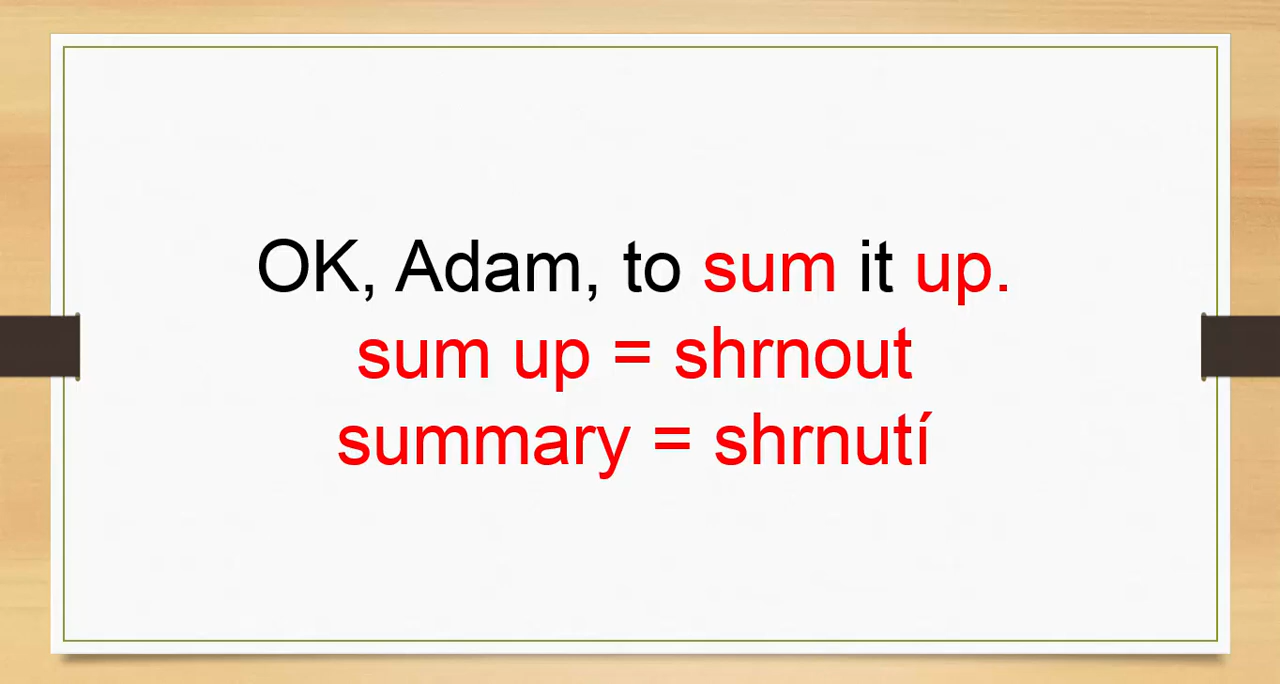 OK, Adam, to sum it up.
sum up = shrnout
summary = shrnutí